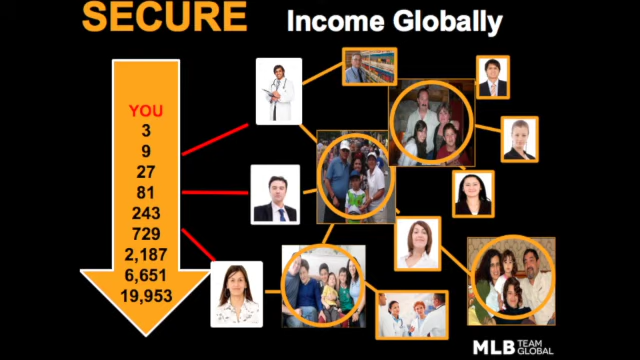 SECURE Income Globally
YOU
3
9
27
81
243
729
2,187
6,651
19,953
MLB TEAM
GLOBAL